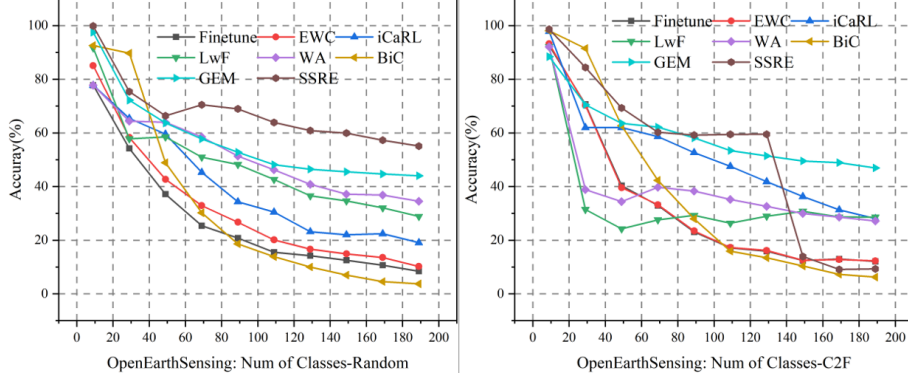 100
80
60
40
20
0
Accuray(%)
Finetune EWC iCaRL
LwF WA BiC
GEM SSRE
0 20 40 60 80 100 120 140 160 180 200
OpenEarthSensing: Num of Classes-Random
100
80
60
40
20
0
Accuracy(%)
Finetune EWC iCaRL
LwF WA BiC
GEM SSRE
0 20 40 60 80 100 120 140 160 180 200
OpenEarthSensing: Num of Classes-C2F